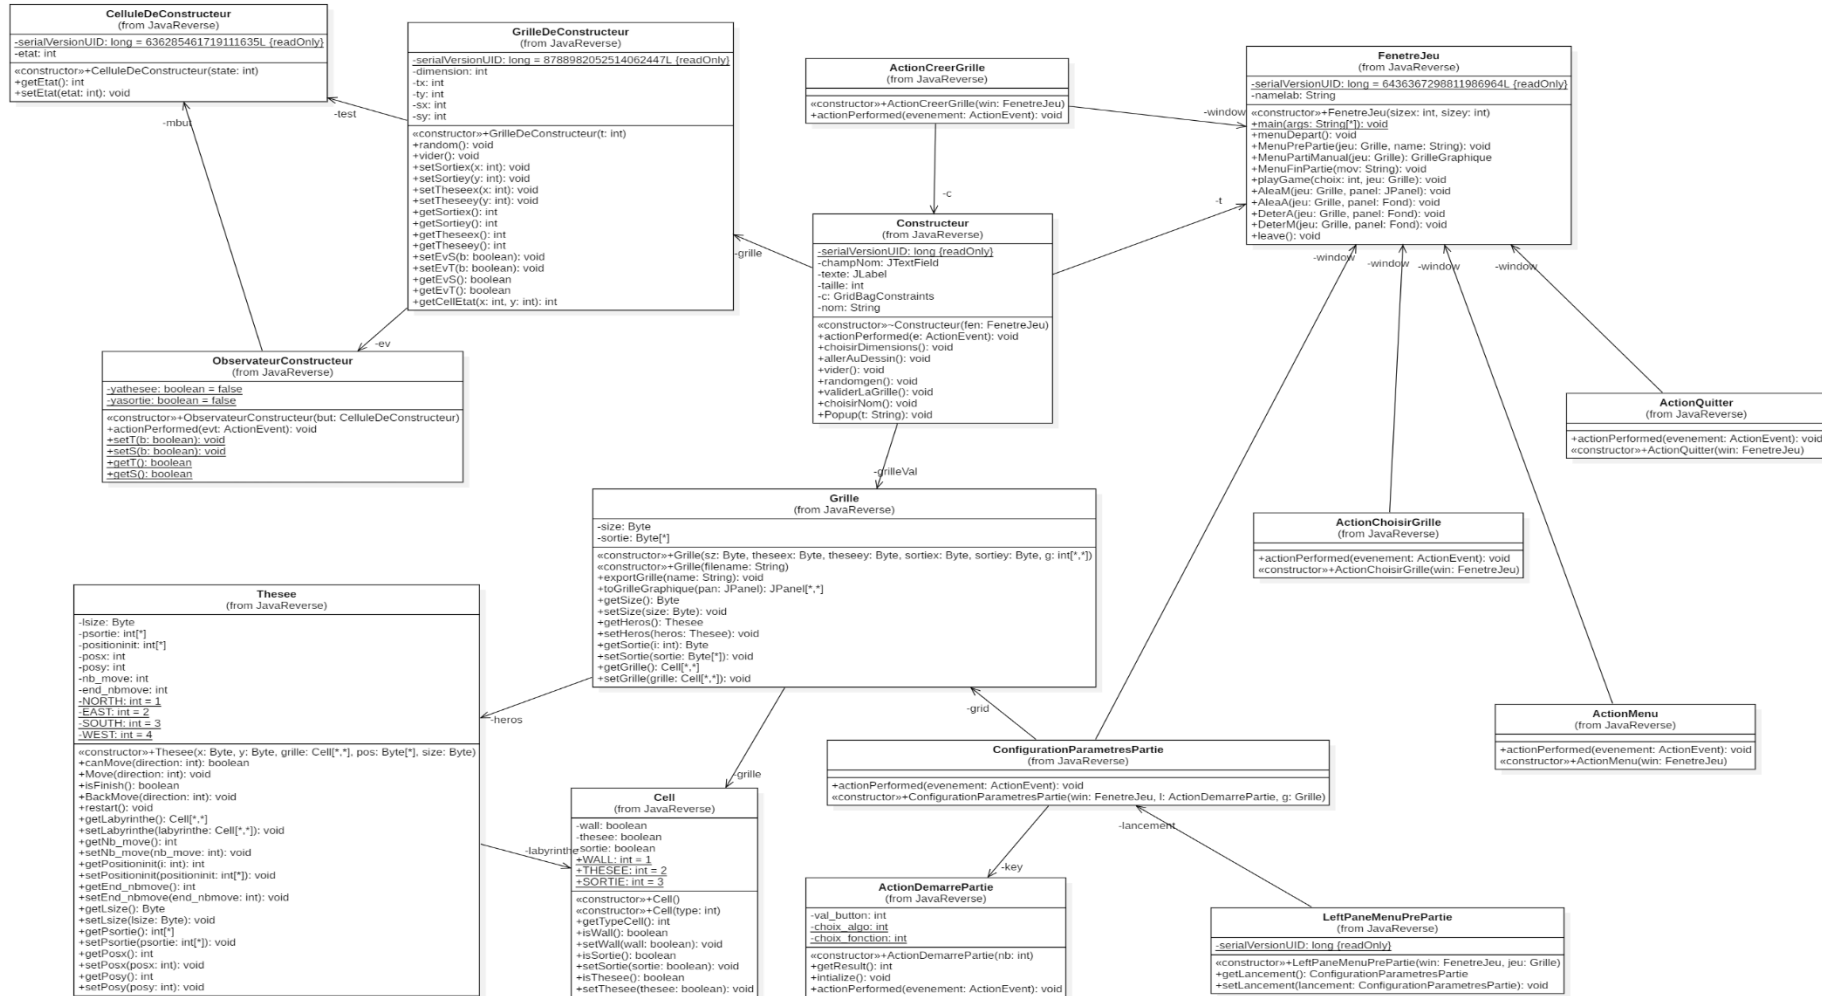 CelluleDeConstructeur
(from JavaReverse)
-serialVersionUID: long = 636285461719111635L {readOnly}
-etat: int
«constructor»+CelluleDeConstructeur(state: int)
+getEtat(): int
+setEtat(etat: int): void
-mbut
-test
GrilleDeConstructeur
(from JavaReverse)
-serialVersionUID: long = 8788982052514062447L {readOnly}
-dimension: int
-tx: int
-ty: int
-sx: int
-sy: int
«constructor»+GrilleDeConstructeur(t: int)
+random(): void
+vider(): void
+setSortiex(x: int): void
+setSortiey(y: int): void
+setTheseex(x: int): void
+setTheseey(y: int): void
+getSortiex(): int
+getSortiey(): int
+getTheseex(): int
+getTheseey(): int
+setEvS(b: boolean): void
+setEvT(b: boolean): void
+getEvS(): boolean
+getEvT(): boolean
+getCellEtat(x: int, y: int): int
-ev
-grille
ActionCreerGrille
(from JavaReverse)
«constructor»+ActionCreerGrille(win: FenetreJeu)
+actionPerformed(evenement: ActionEvent): void
-window
-c
-t
FenetreJeu
(from JavaReverse)
-serialVersionUID: long = 6436367298811986964L {readOnly}
-namelab: String
«constructor»+FenetreJeu(sizex: int, sizey: int)
+main(args: String[*]): void
+menuDepart(): void
+MenuPrePartie(jeu: Grille, name: String): void
+MenuPartiManual(jeu: Grille): GrilleGraphique
+MenuFinPartie(mov: String): void
+playGame(choix: int, jeu: Grille): void
+AleaM(jeu: Grille, panel: JPanel): void
+AleaA(jeu: Grille, panel: Fond): void
+DeterA(jeu: Grille, panel: Fond): void
+DeterM(jeu: Grille, panel: Fond): void
+leave(): void
-window
-window
-window
-window
Constructeur
(from JavaReverse)
-serialVersionUID: long {readOnly}
-champNom: JTextField
-texte: JLabel
-taille: int
-c: GridBagConstraints
-nom: String
«constructor»~Constructeur(fen: FenetreJeu)
+actionPerformed(e: ActionEvent): void
+choisirDimensions(): void
+allerAuDessin(): void
+vider(): void
+randomgen(): void
+validerLaGrille(): void
+choisirNom(): void
+Popup(t: String): void
-grilleVal
ObservateurConstructeur
(from JavaReverse)
-yathesee: boolean = false
-yasortie: boolean = false
«constructor»+ObservateurConstructeur(but: CelluleDeConstructeur)
+actionPerformed(evt: ActionEvent): void
+setT(b: boolean): void
+setS(b: boolean): void
+getT(): boolean
+getS(): boolean
ActionQuitter
(from JavaReverse)
+actionPerformed(evenement: ActionEvent): void
«constructor»+ActionQuitter(win: FenetreJeu)
Grille
(from JavaReverse)
-size: Byte
-sortie: Byte[*]
«constructor»+Grille(sz: Byte, theseex: Byte, theseey: Byte, sortiex: Byte, sortiey: Byte, g: int[*,*])
«constructor»+Grille(filename: String)
+exportGrille(name: String): void
+toGrilleGraphique(pan: JPanel): JPanel[*,*]
+getSize(): Byte
+setSize(size: Byte): void
+getHeros(): Thesee
+setHeros(heros: Thesee): void
+getSortie(i: int): Byte
+setSortie(sortie: Byte[*]): void
+getGrille(): Cell[*,*]
+setGrille(grille: Cell[*,*]): void
-heros
-grille
-grid
ActionChoisirGrille
(from JavaReverse)
+actionPerformed(evenement: ActionEvent): void
«constructor»+ActionChoisirGrille(win: FenetreJeu)
Thesee
(from JavaReverse)
-lsize: Byte
-psortie: int[*]
-positioninit: int[*]
-posx: int
-posy: int
-nb_move: int
-end_nbmove: int
-NORTH: int = 1
-EAST: int = 2
-SOUTH: int = 3
-WEST: int = 4
«constructor»+Thesee(x: Byte, y: Byte, grille: Cell[*,*], pos: Byte[*], size: Byte)
+canMove(direction: int): boolean
+Move(direction: int): void
+isFinish(): boolean
+BackMove(direction: int): void
+restart(): void
+getLabyrinthe(): Cell[*,*]
+setLabyrinthe(labyrinthe: Cell[*,*]): void
+getNb_move(): int
+setNb_move(nb_move: int): void
+getPositioninit(i: int): int
+setPositioninit(positioninit: int[*]): void
+getEnd_nbmove(): int
+setEnd_nbmove(end_nbmove: int): void
+getLsize(): Byte
+setLsize(lsize: Byte): void
+getPsortie(): int[*]
+setPsortie(psortie: int[*]): void
+getPosx(): int
+setPosx(posx: int): void
+getPosy(): int
+setPosy(posy: int): void
-labyrinthe
Cell
(from JavaReverse)
-wall: boolean
-thesee: boolean
-sortie: boolean
+WALL: int = 1
+THESEE: int = 2
+SORTIE: int = 3
«constructor»+Cell()
«constructor»+Cell(type: int)
+getTypeCell(): int
+isWall(): boolean
+setWall(wall: boolean): void
+isSortie(): boolean
+setSortie(sortie: boolean): void
+isThesee(): boolean
+setThesee(thesee: boolean): void
ActionMenu
(from JavaReverse)
+actionPerformed(evenement: ActionEvent): void
«constructor»+ActionMenu(win: FenetreJeu)
ConfigurationParametresPartie
(from JavaReverse)
+actionPerformed(evenement: ActionEvent): void
«constructor»+ConfigurationParametresPartie(win: FenetreJeu, l: ActionDemarrePartie, g: Grille)
-lancement
-key
ActionDemarrePartie
(from JavaReverse)
-val_button: int
-choix_algo: int
-choix_fonction: int
«constructor»+ActionDemarrePartie(nb: int)
+getResult(): int
+intialize(): void
+actionPerformed(evenement: ActionEvent): void
LeftPaneMenuPrePartie
(from JavaReverse)
-serialVersionUID: long {readOnly}
«constructor»+LeftPaneMenuPrePartie(win: FenetreJeu, jeu: Grille)
+getLancement(): ConfigurationParametresPartie
+setLancement(lancement: ConfigurationParametresPartie): void